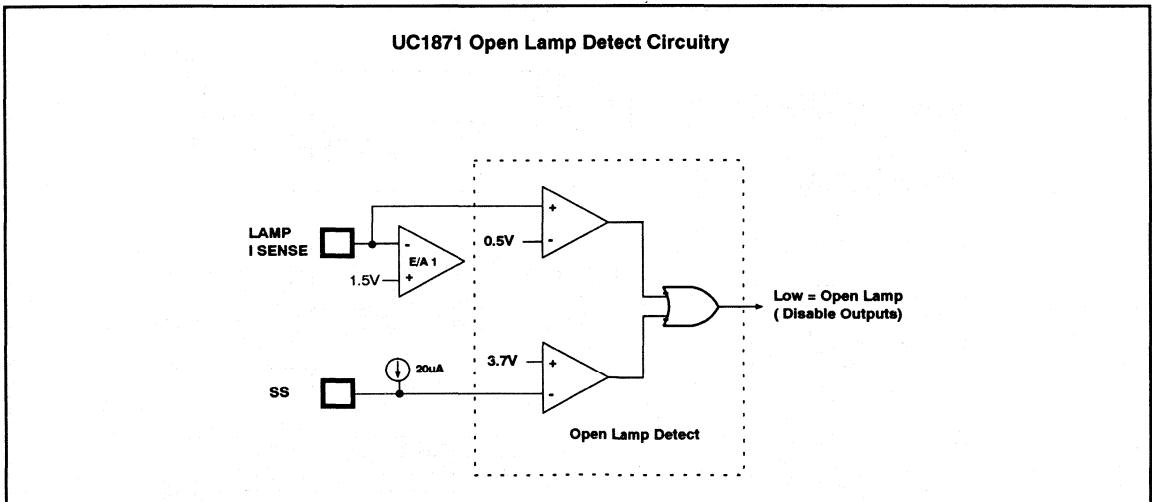 UC1871 Open Lamp Detect Circuitry
LAMP
I SENSE
-
E/A 1
1.5V
+
+
0.5V
-
Low = Open Lamp
( Disable Outputs)
3.7V
+
20uA
SS
-
Open Lamp Detect